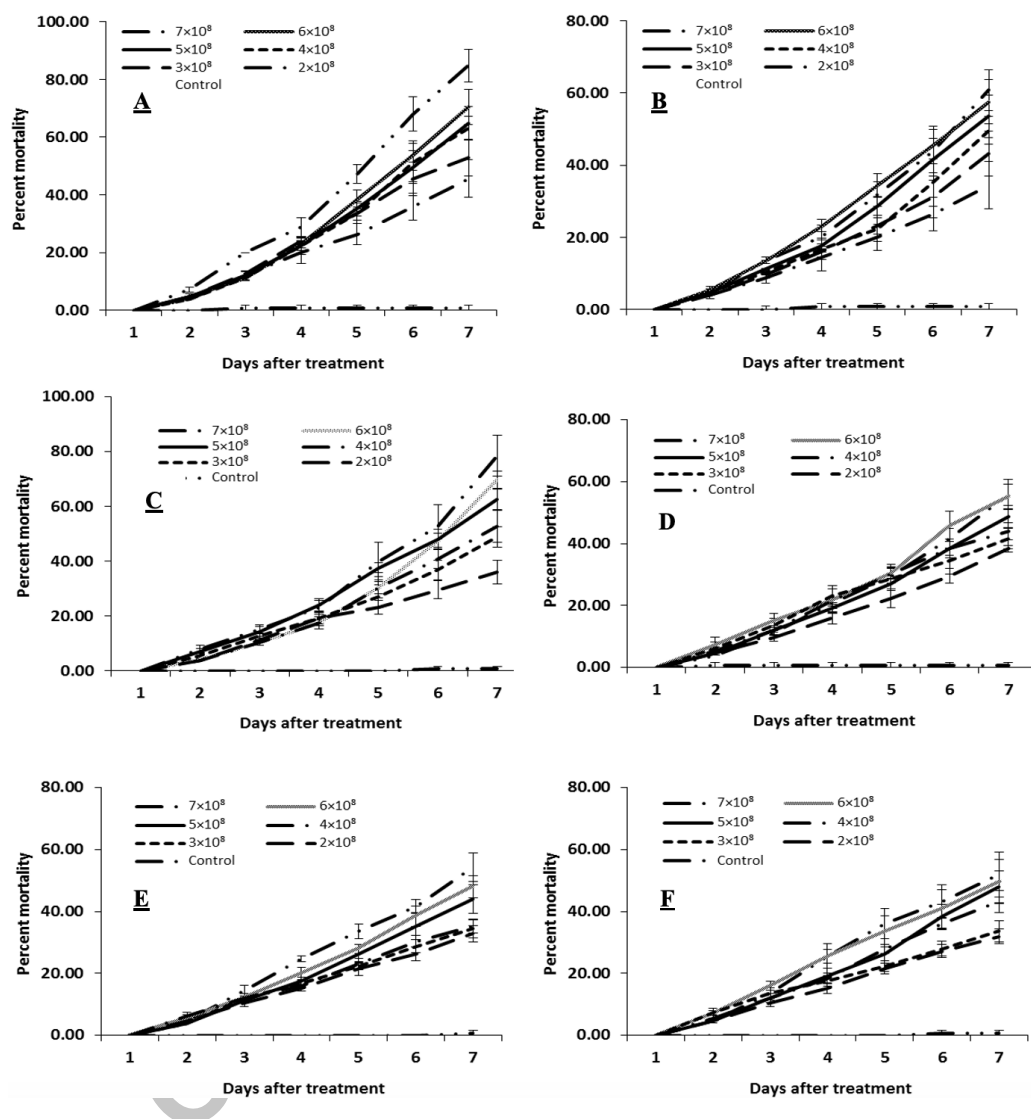 100.00
80.00
60.00
40.00
20.00
0.00
Percent mortality
7×10⁸ 6×10⁸
5×10⁸ 4×10⁸
3×10⁸ 2×10⁸
Control
A
1 2 3 4 5 6 7
Days after treatment
80.00
60.00
40.00
20.00
0.00
Percent mortality
7×10⁸ 6×10⁸
5×10⁸ 4×10⁸
3×10⁸ 2×10⁸
Control
B
1 2 3 4 5 6 7
Days after treatment
100.00
80.00
60.00
40.00
20.00
0.00
Percent mortality
7×10⁸ 6×10⁸
5×10⁸ 4×10⁸
3×10⁸ 2×10⁸
Control
C
1 2 3 4 5 6 7
Days after treatment
80.00
60.00
40.00
20.00
0.00
Percent mortality
7×10⁸ 6×10⁸
5×10⁸ 4×10⁸
3×10⁸ 2×10⁸
Control
D
1 2 3 4 5 6 7
Days after treatment
80.00
60.00
40.00
20.00
0.00
Percent mortality
7×10⁸ 6×10⁸
5×10⁸ 4×10⁸
3×10⁸ 2×10⁸
Control
E
1 2 3 4 5 6 7
Days after treatment
80.00
60.00
40.00
20.00
0.00
Percent mortality
7×10⁸ 6×10⁸
5×10⁸ 4×10⁸
3×10⁸ 2×10⁸
Control
F
1 2 3 4 5 6 7
Days after treatment